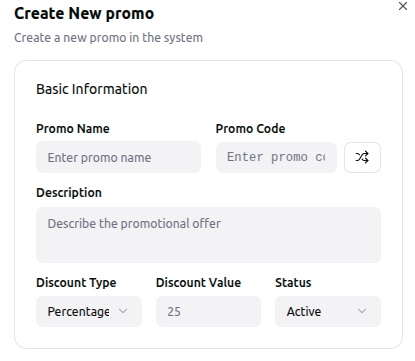 Create New promo
Create a new promo in the system
Basic Information
Promo Name
Promo Code
Enter promo name
Enter promo co
Description
Describe the promotional offer
Discount Type
Discount Value
Status
Percentage
25
Active